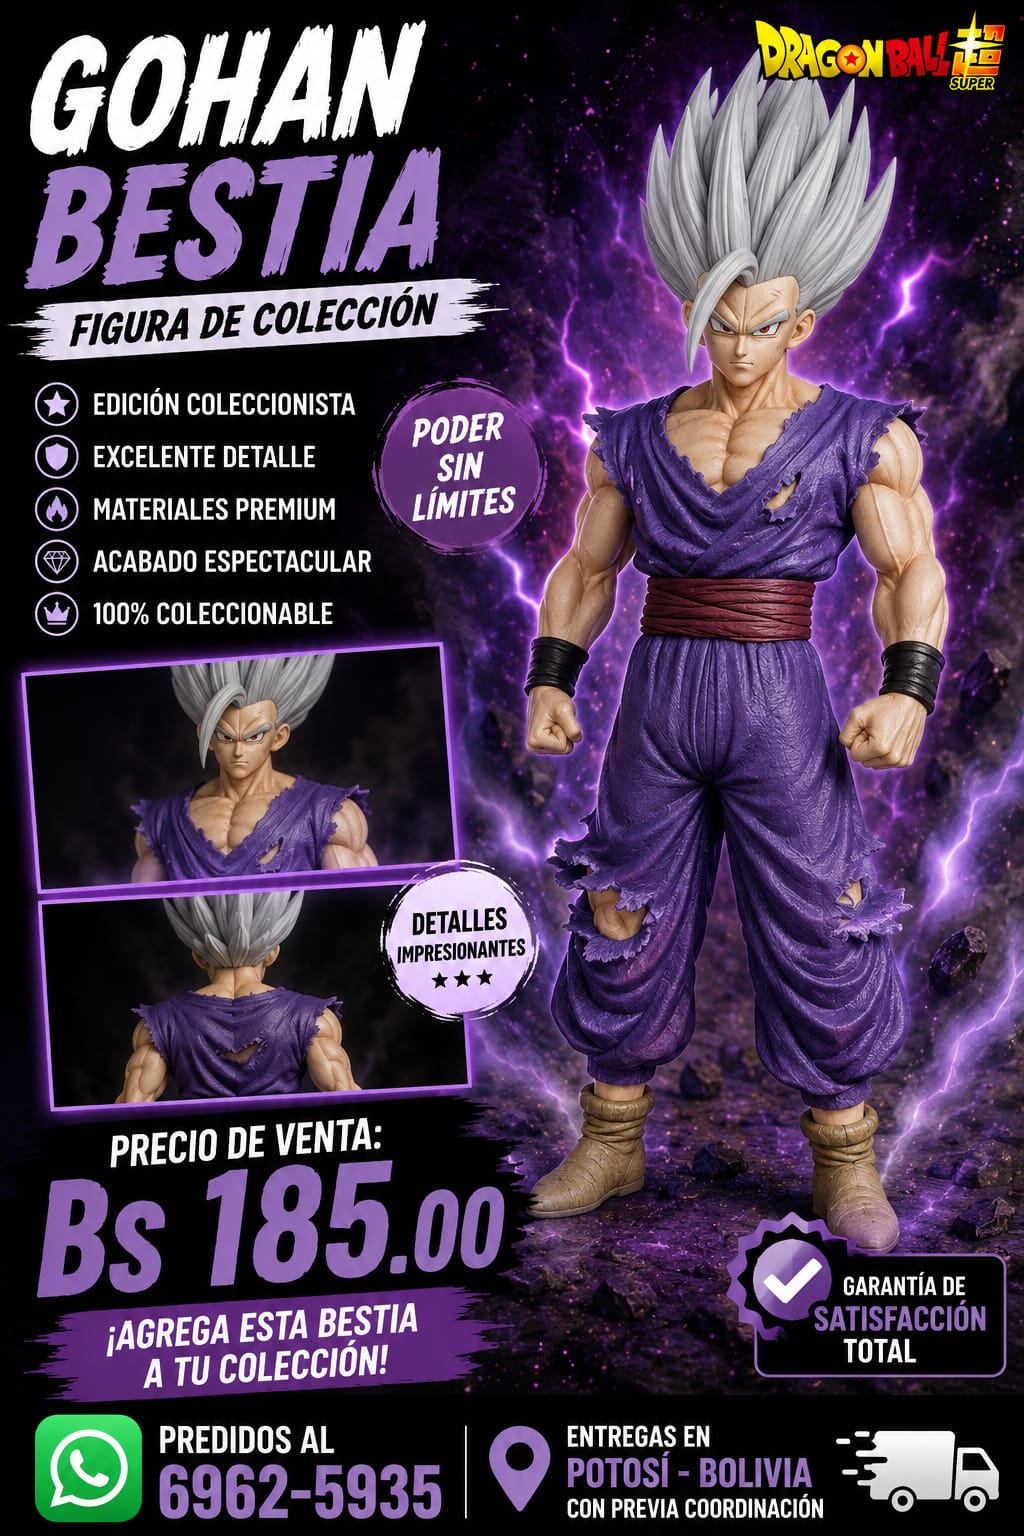 GOHAN
BESTIA
FIGURA DE COLECCIÓN
DRAGON BALL 超
SUPER
EDICIÓN COLECCIONISTA
EXCELENTE DETALLE
MATERIALES PREMIUM
ACABADO ESPECTACULAR
100% COLECCIONABLE
PODER
SIN
LÍMITES
DETALLES
IMPRESIONANTES
PRECIO DE VENTA:
Bs 185.00
¡AGREGA ESTA BESTIA
A TU COLECCIÓN!
GARANTÍA DE
SATISFACCIÓN
TOTAL
PREDIDOS AL
6962-5935
ENTREGAS EN
POTOSÍ - BOLIVIA
CON PREVIA COORDINACIÓN